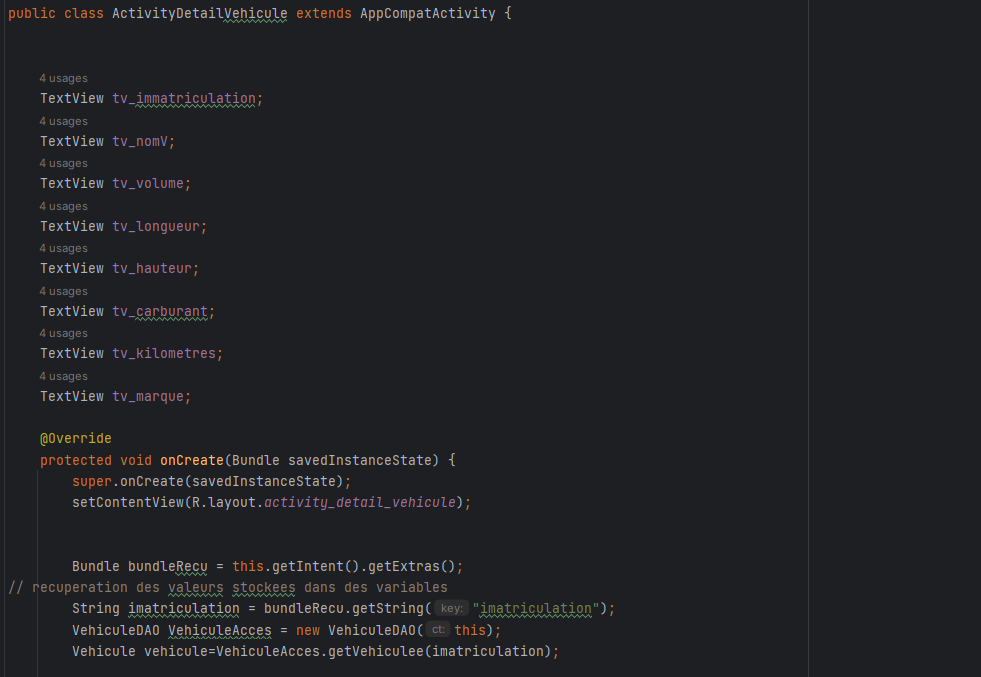 public class ActivityDetailVehicule extends AppCompatActivity {
4 usages
TextView tv_immatriculation;
4 usages
TextView tv_nomV;
4 usages
TextView tv_volume;
4 usages
TextView tv_longueur;
4 usages
TextView tv_hauteur;
4 usages
TextView tv_carburant;
4 usages
TextView tv_kilometres;
4 usages
TextView tv_marque;
@Override
protected void onCreate(Bundle savedInstanceState) {
super.onCreate(savedInstanceState);
setContentView(R.layout.activity_detail_vehicule);
Bundle bundleRecu = this.getIntent().getExtras();
// recuperation des valeurs stockees dans des variables
String imatriculation = bundleRecu.getString( key: "imatriculation");
VehiculeDAO VehiculeAcces = new VehiculeDAO( ct: this);
Vehicule vehicule=VehiculeAcces.getVehiculee(imatriculation);